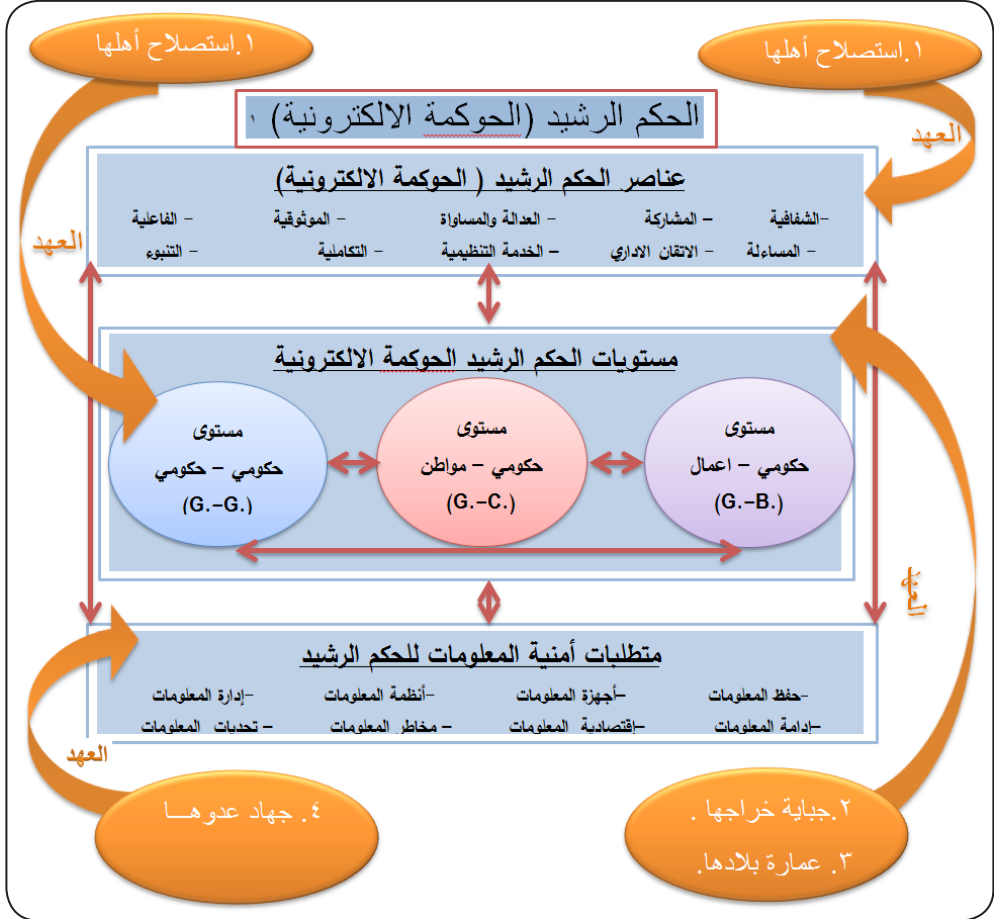 ١.استصلاح أهلها
١.استصلاح أهلها
العهد
العهد
الحكم الرشيد (الحوكمة الالكترونية) ١
عناصر الحكم الرشيد ( الحوكمة الالكترونية)
-الشفافية – المشاركة - العدالة والمساواة - الموثوقية - الفاعلية
- المساءلة - الاتقان الاداري – الخدمة التنظيمية - التكاملية - التنبوء
مستويات الحكم الرشيد الحوكمة الالكترونية
مستوى
حكومي – اعمال
(G.–B.)
مستوى
حكومي – مواطن
(G.–C.)
مستوى
حكومي – حكومي
(G.–G.)
العهد
متطلبات أمنية المعلومات للحكم الرشيد
-حفظ المعلومات –أجهزة المعلومات -أنظمة المعلومات -إدارة المعلومات
–إدامة المعلومات –إقتصادية المعلومات – مخاطر المعلومات – تحديات المعلومات
العهد
٢.جباية خراجها .
٣. عمارة بلادها.
٤. جهاد عدوهـــا